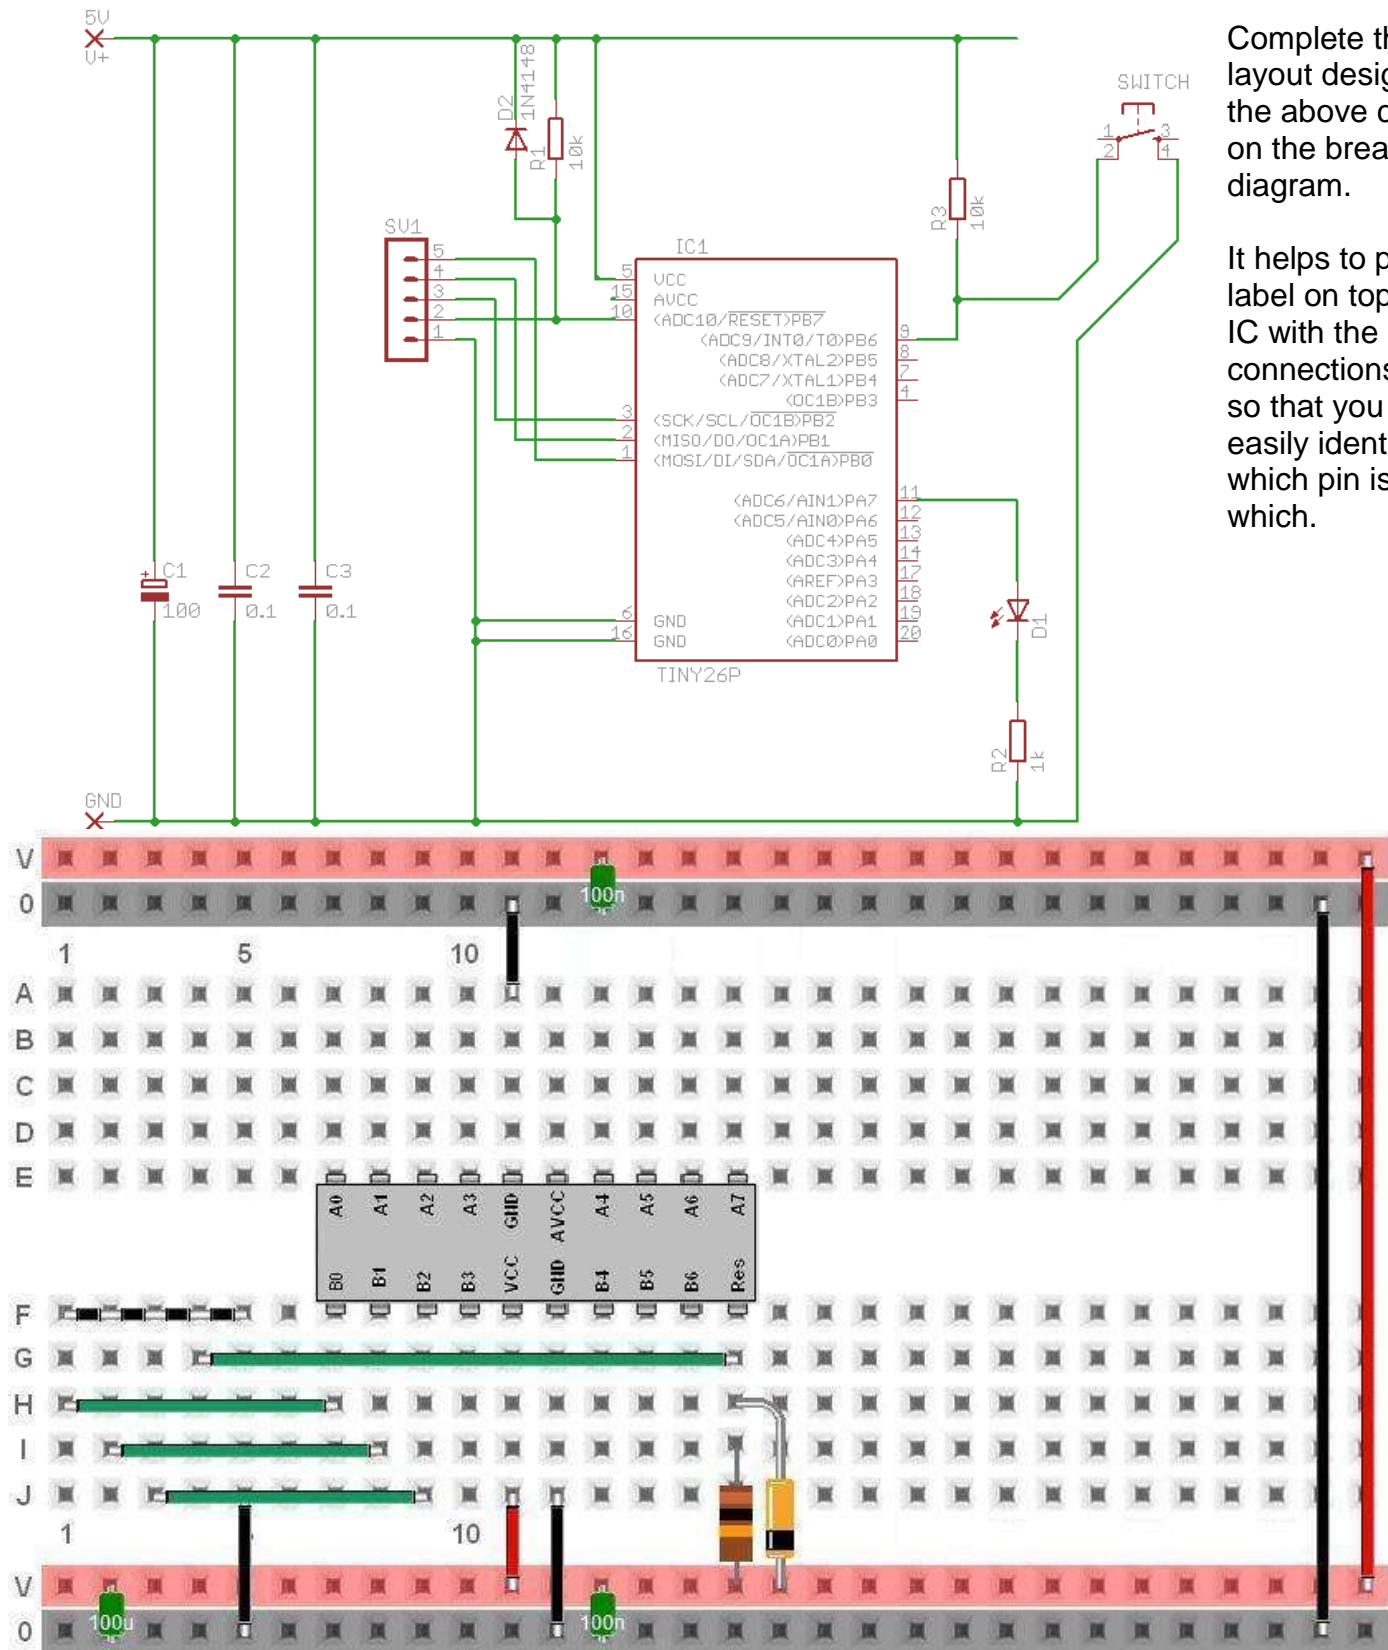 5V
V+
D2
1N4148
R1
10k
SV1
5
4
3
2
1
IC1
5
15
10
VCC
AVCC
(ADC10/RESET)PB7
(ADC9/INT0/T0)PB6
(ADC8/XTAL2)PB5
(ADC7/XTAL1)PB4
(OC1B)PB3
9
8
7
4
3
2
1
(SCK/SCL/OC1B)PB2
(MISO/DO/OC1A)PB1
(MOSI/DI/SDA/OC1A)PB0
(ADC6/AIN1)PA7
(ADC5/AIN0)PA6
(ADC4)PA5
(ADC3)PA4
(AREF)PA3
(ADC2)PA2
(ADC1)PA1
(ADC0)PA0
11
12
13
14
17
18
19
20
6
16
GND
GND
TINY26P
R3
10k
SWITCH
1
2
3
4
C1
+
100
C2
0.1
C3
0.1
D1
R2
1k
GND
Complete
layout
the above
on the
diagram.
It helps to
label on top
IC with the
connections
so that you
easily
which pin is
which.
V
0
100n
1 5 10
A
B
C
D
E
A0 A1 A2 A3 GND AVCC A4 A5 A6 A7
B0 B1 B2 B3 VCC GND B4 B5 B6 Res
F
G
H
I
J
1 10
V
0
100u 100n